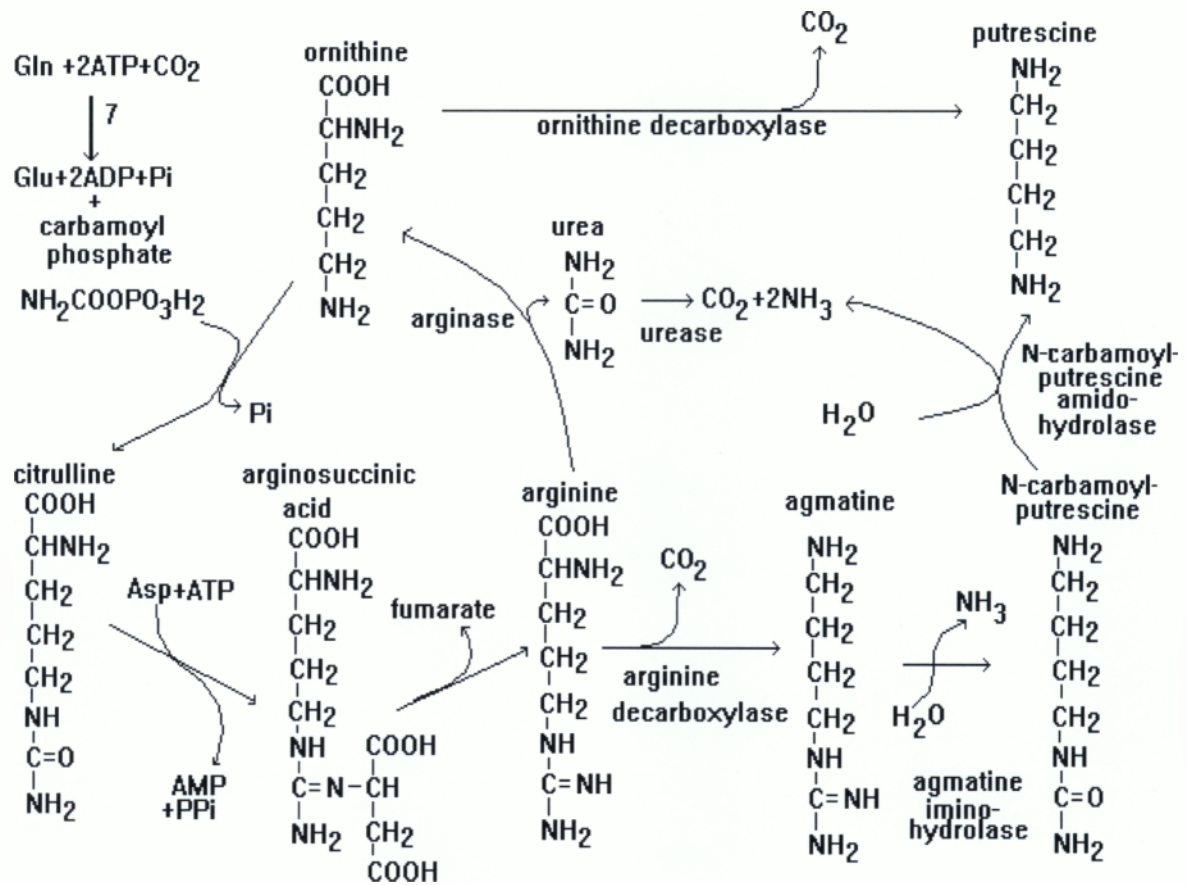 Gln +2ATP+CO2
7
Glu+2ADP+Pi
+
carbamoyl
phosphate
NH2COOPO3H2
Pi
ornithine
COOH
CHNH2
CH2
CH2
CH2
NH2
CO2
ornithine decarboxylase
putrescine
NH2
CH2
CH2
CH2
CH2
NH2
arginase
urea
NH2
C=O
NH2
urease
CO2+2NH3
H2O
N-carbamoyl-
putrescine
amido-
hydrolase
citrulline
COOH
CHNH2
CH2
CH2
CH2
NH
C=O
NH2
Asp+ATP
AMP
+PPi
arginosuccinic
acid
COOH
CHNH2
CH2
CH2
CH2
NH
C=N-CH
NH2
COOH
CH2
COOH
fumarate
arginine
COOH
CHNH2
CH2
CH2
CH2
NH
C=NH
NH2
CO2
arginine
decarboxylase
agmatine
NH2
CH2
CH2
CH2
CH2
NH
C=NH
NH2
NH3
H2O
agmatine
imino-
hydrolase
N-carbamoyl-
putrescine
NH2
CH2
CH2
CH2
CH2
NH
C=O
NH2